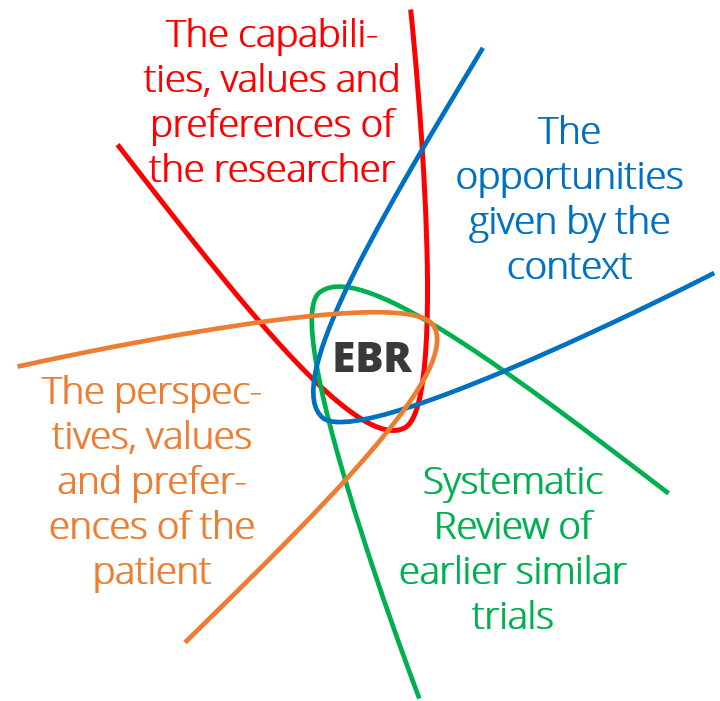 The capabili-
ties, values and
preferences of
the researcher
The
opportunities
given by the
context
EBR
The perspec-
tives, values
and prefer-
ences of the
patient
Systematic
Review of
earlier similar
trials